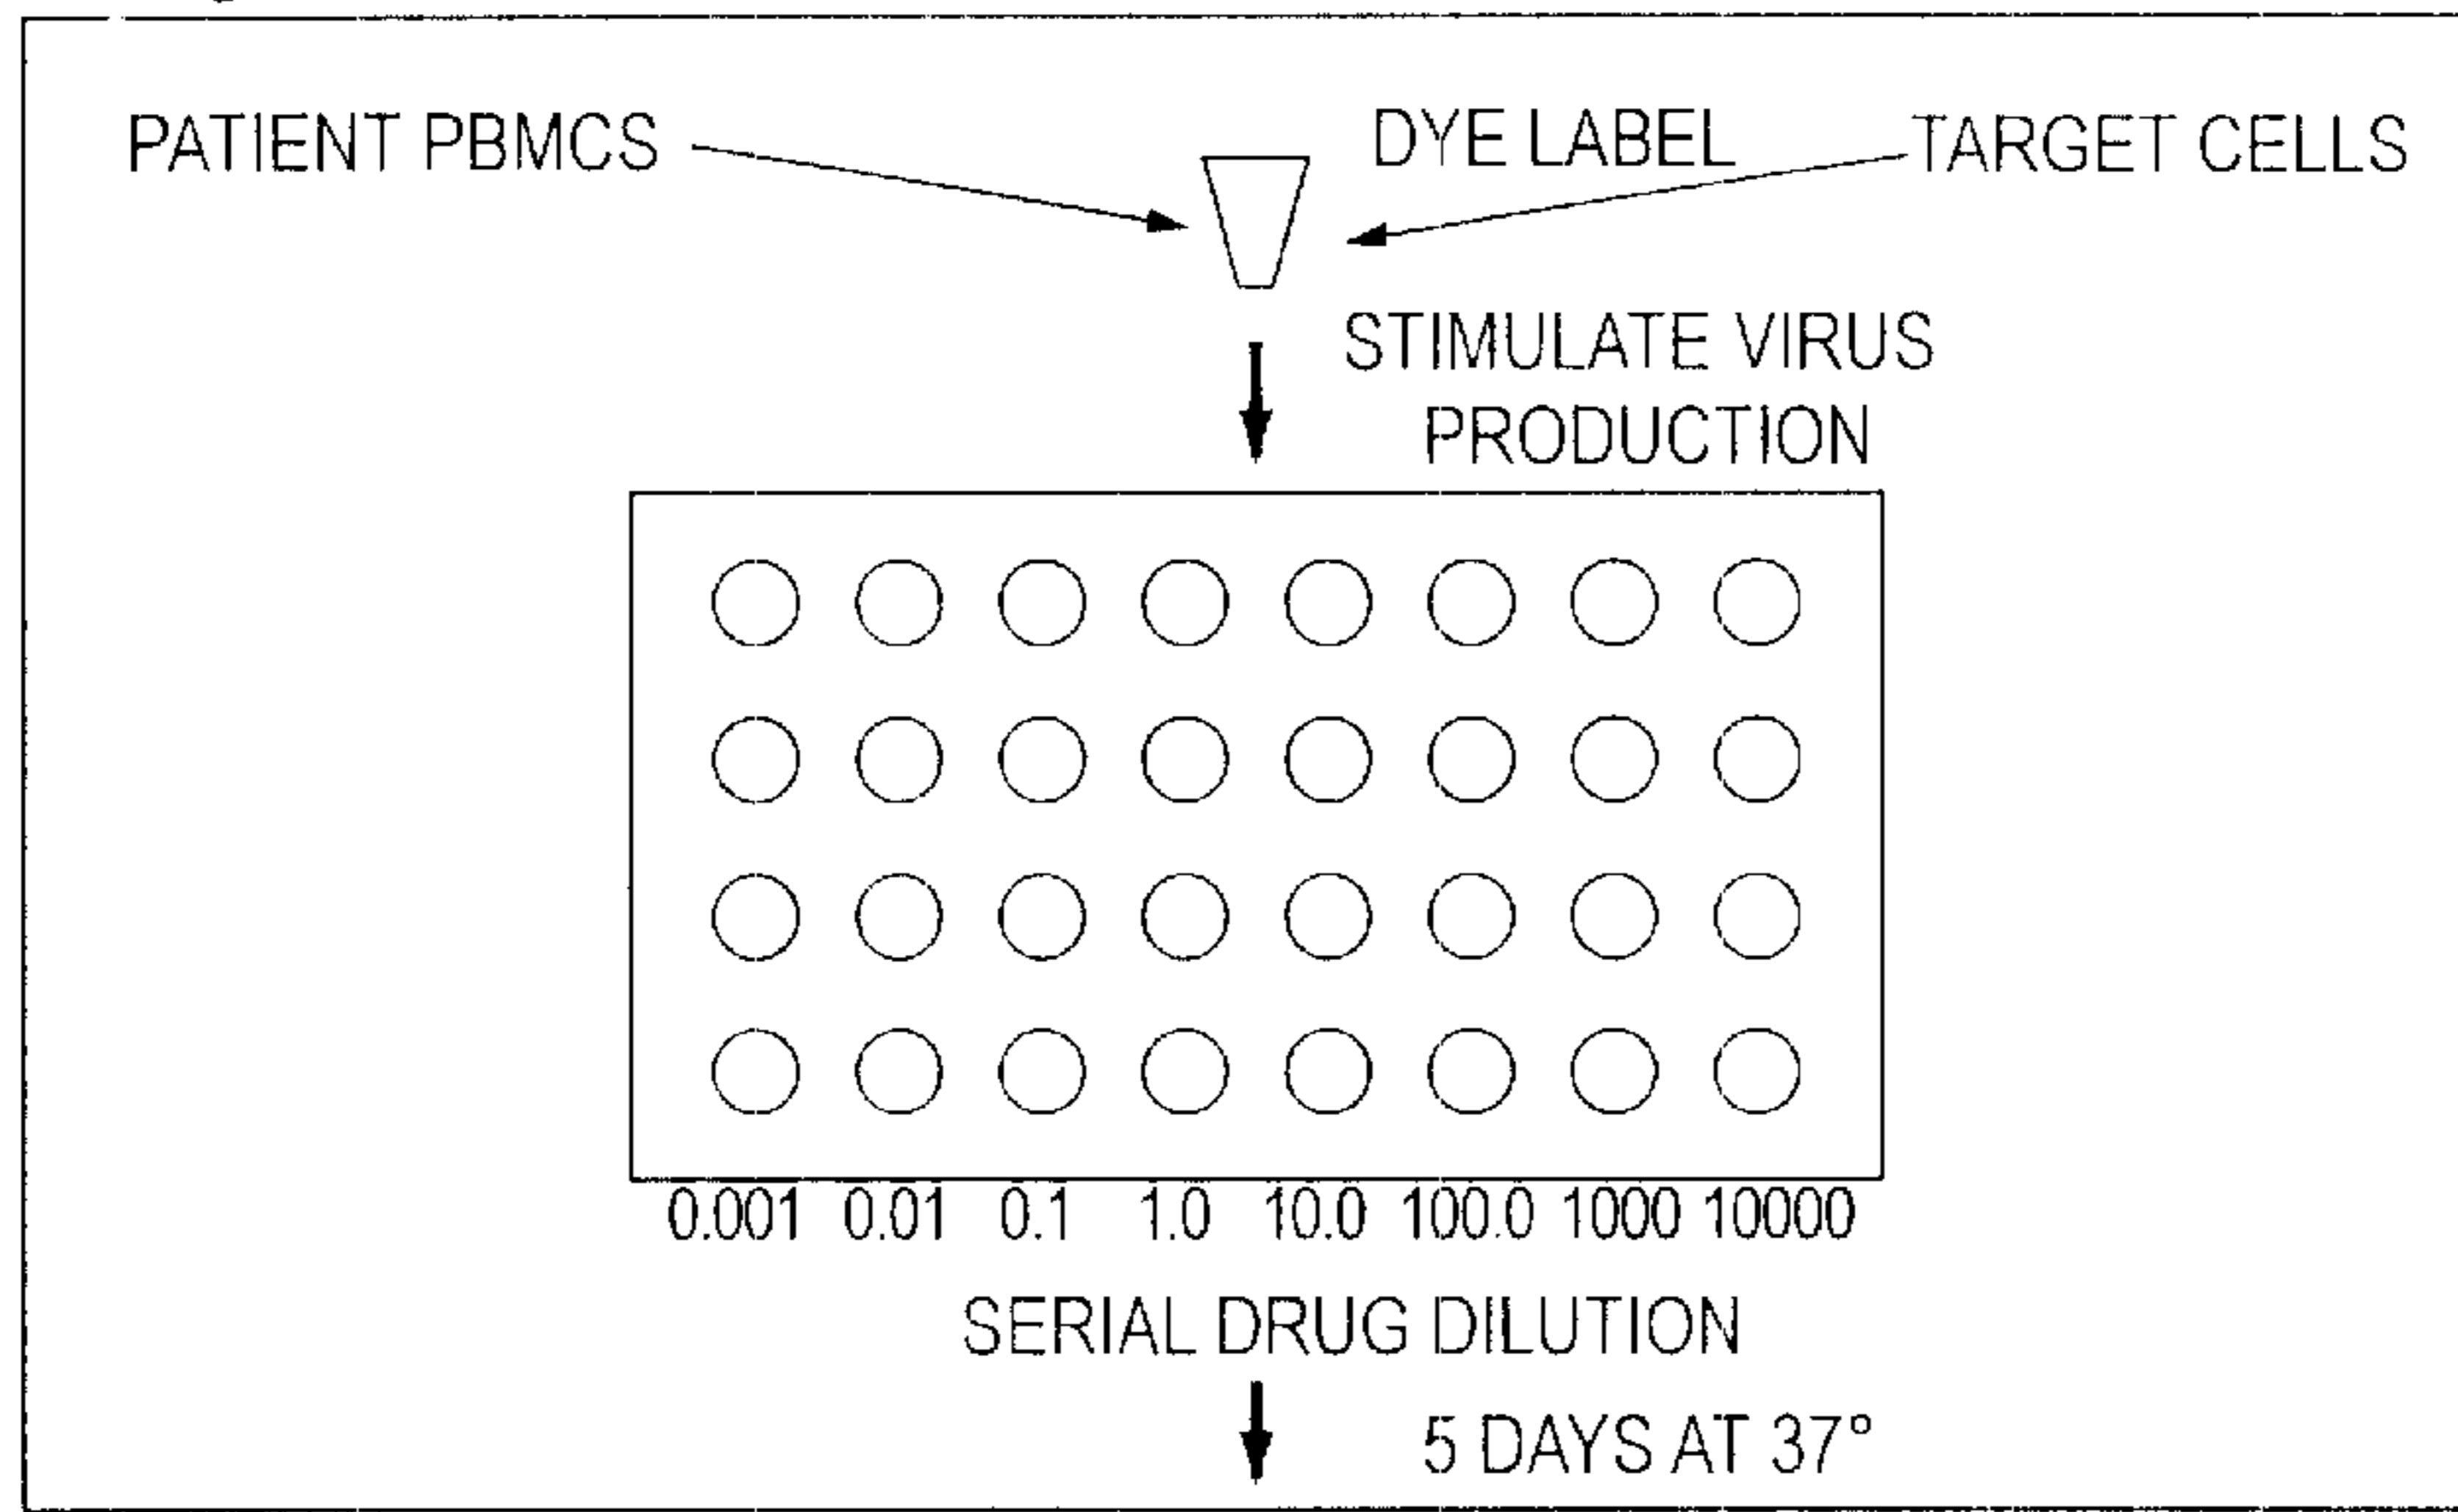 PATIENT PBMCS
DYE LABEL
TARGET CELLS
STIMULATE VIRUS
PRODUCTION
0.001 0.01 0.1 1.0 10.0 100.0 1000 10000
SERIAL DRUG DILUTION
5 DAYS AT 37°